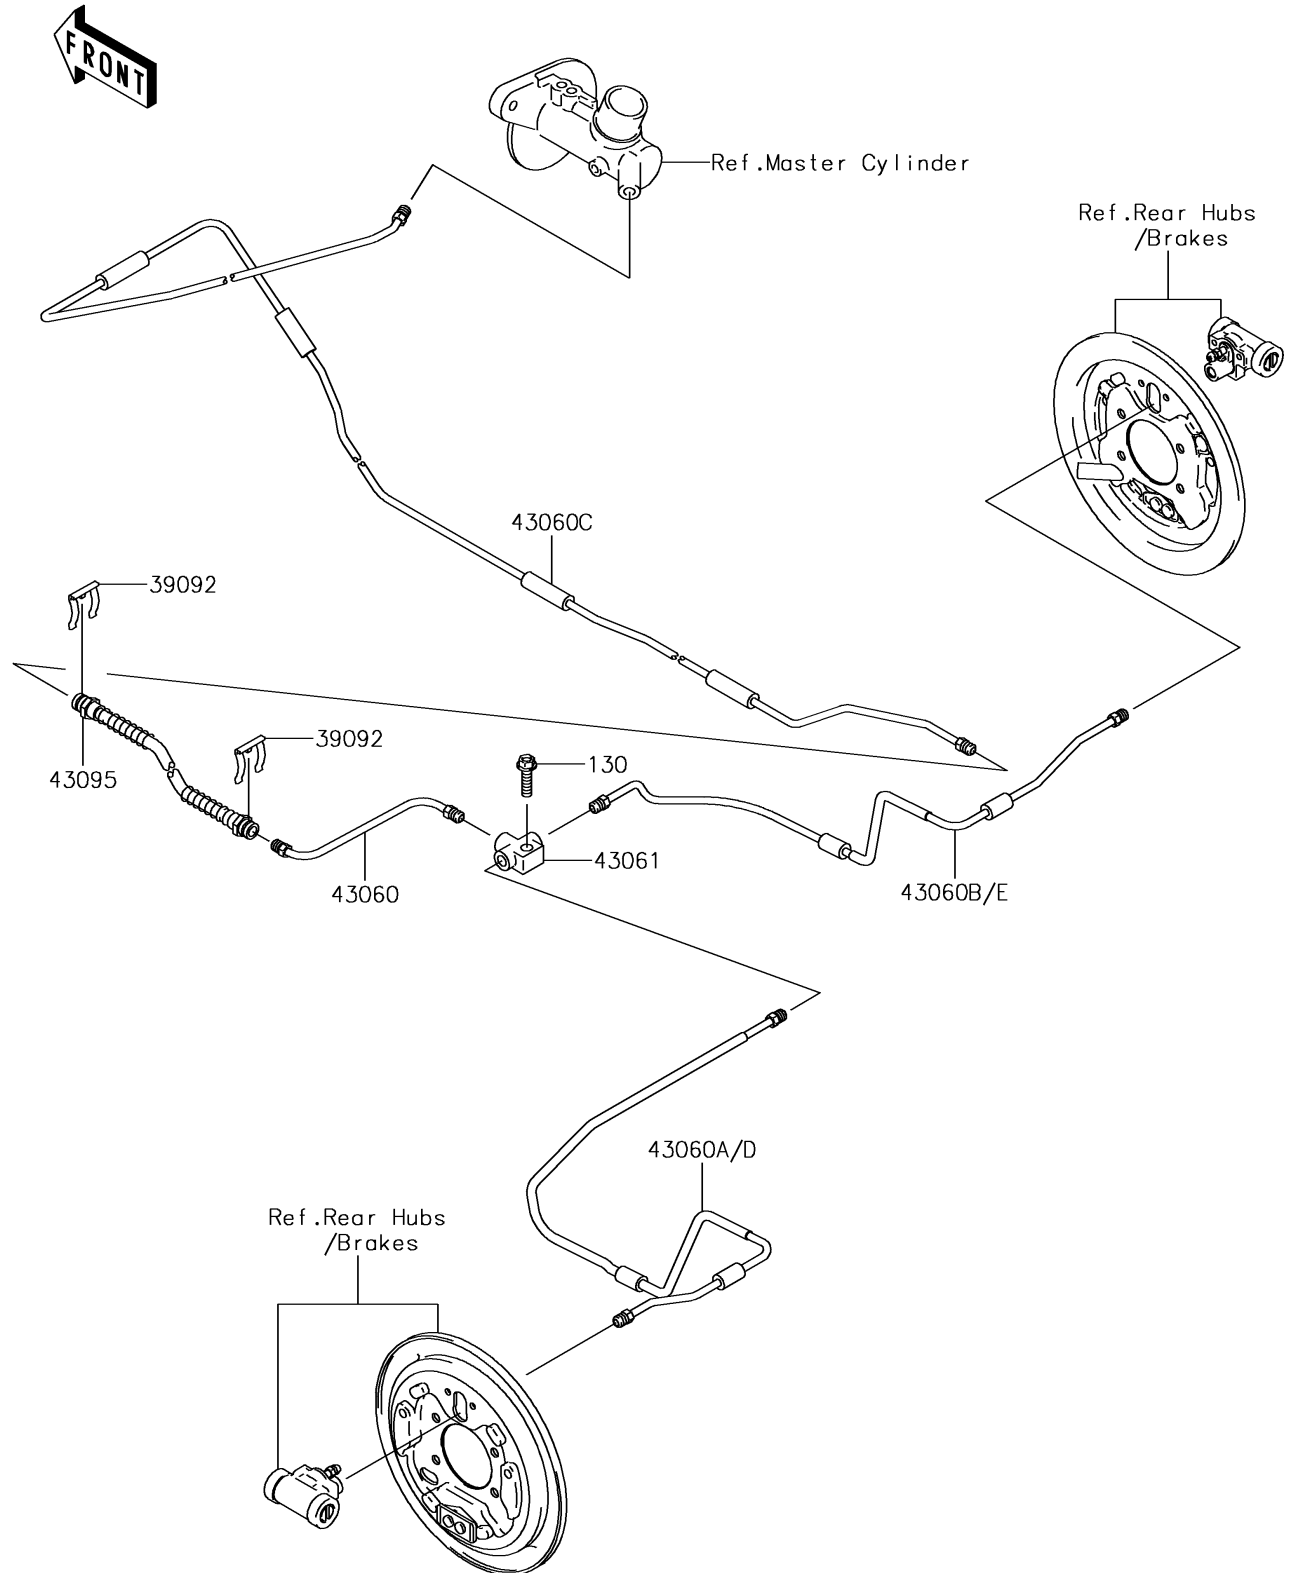 FRONT
Ref.Master Cylinder
Ref.Rear Hubs
/Brakes
43060C
39092
39092
43095
130
43061
43060
43060B/E
43060A/D
Ref.Rear Hubs
/Brakes